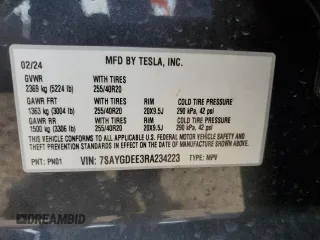 MFD BY TESLA, INC.
02/24
GVWR WITH TIRES
2369 kg (5224 lb) 255/40R20
GAWR FRT WITH TIRES RIM COLD TIRE PRESSURE
1363 kg (3004 lb) 255/40R20 20X9.5J 290 kPa, 42 psi
GAWR RR WITH TIRES RIM COLD TIRE PRESSURE
1500 kg (3306 lb) 255/40R20 20X9.5J 290 kPa, 42 psi
THIS VEHICLE CONFORMS TO ALL APPLICABLE
U.S. FEDERAL MOTOR VEHICLE SAFETY AND THEFT
PREVENTION STANDARDS IN EFFECT ON THE DATE
OF MANUFACTURE SHOWN ABOVE.
PNT: PN01 VIN: 7SAYGDEE3RA234223 TYPE: MPV
DREAMBID